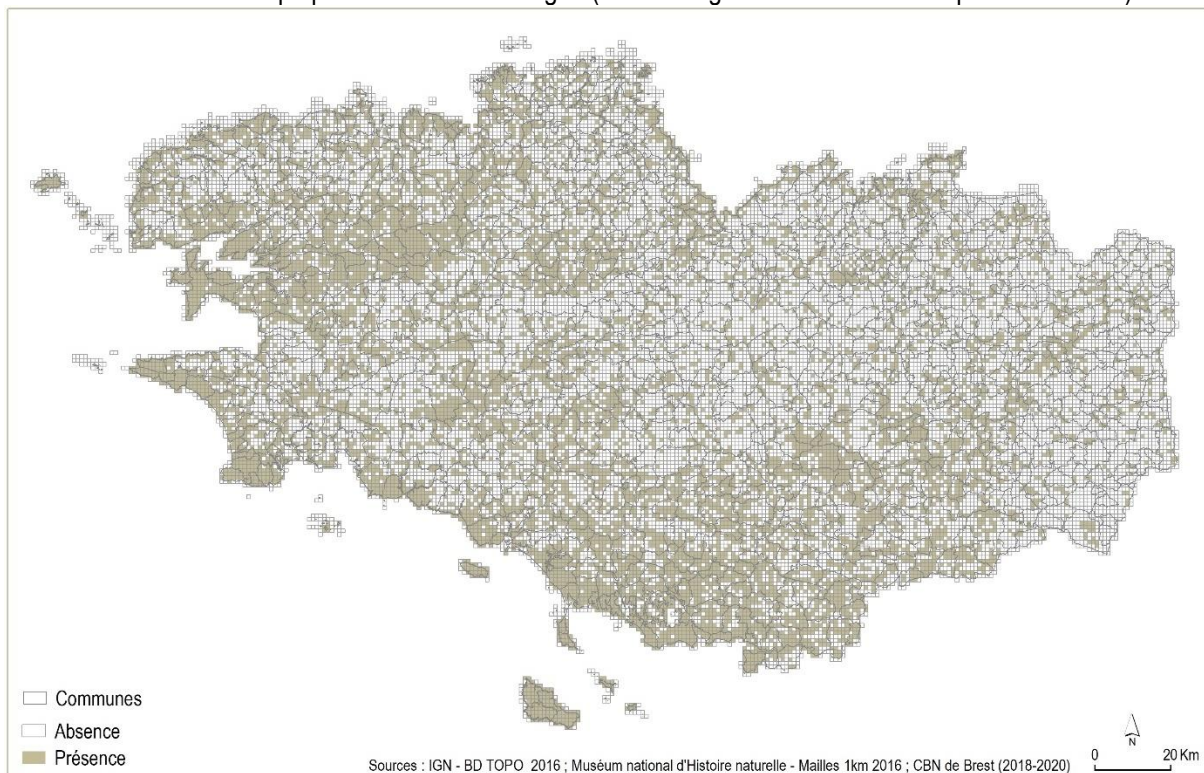 Communes
Absence
Présence
Sources : IGN - BD TOPO 2016 ; Muséum national d'Histoire naturelle - Mailles 1km 2016 ; CBN de Brest (2018-2020)
N
0 20 Km